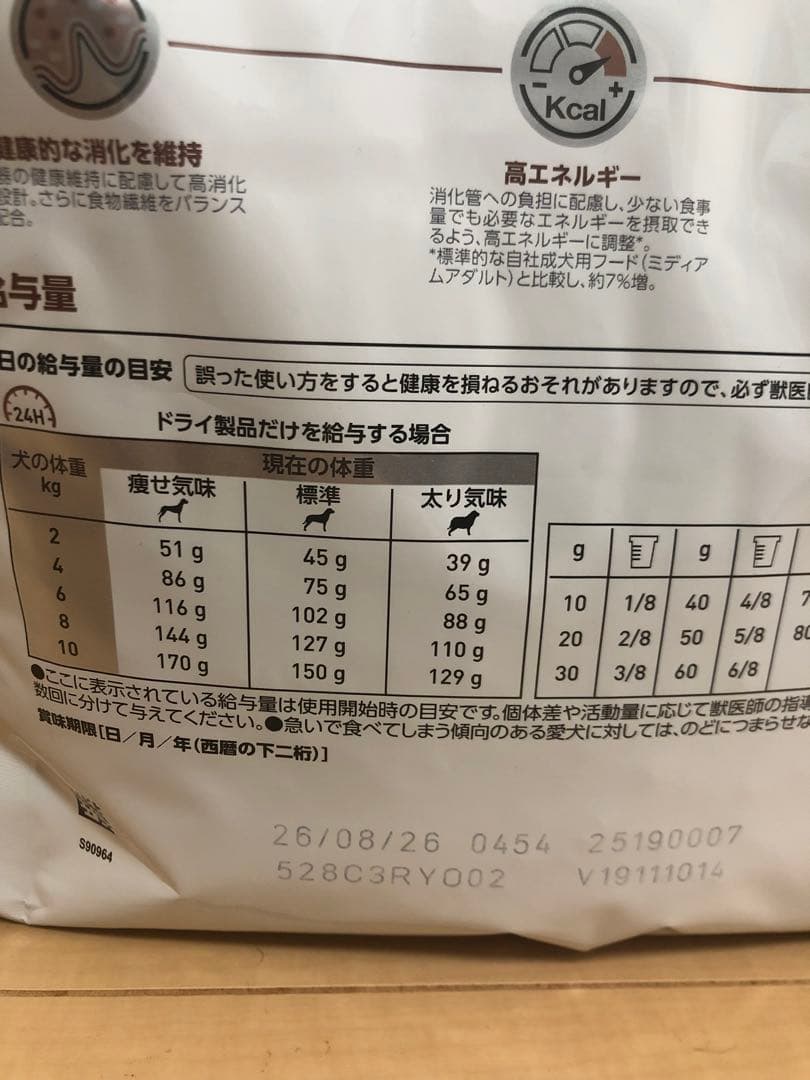 Kcal
健康的な消化を維持
器の健康維持に配慮して高消化
設計。さらに食物繊維をバランス
配合。
高エネルギー
消化管への負担に配慮し、少ない食事
量でも必要なエネルギーを摂取でき
るよう、高エネルギーに調整*。
*標準的な自社成犬用フード(ミディア
ムアダルト)と比較し、約7%増。
給与量
日の給与量の目安 誤った使い方をすると健康を損ねるおそれがありますので、必ず獣医
24H
ドライ製品だけを給与する場合
犬の体重 kg 現在の体重
痩せ気味 標準 太り気味
2 51 g 45 g 39 g
4 86 g 75 g 65 g
6 116 g 102 g 88 g
8 144 g 127 g 110 g
10 170 g 150 g 129 g
g g
10 1/8 40 4/8 7
20 2/8 50 5/8 80
30 3/8 60 6/8
●ここに表示されている給与量は使用開始時の目安です。個体差や活動量に応じて獣医師の指導
数回に分けて与えてください。●急いで食べてしまう傾向のある愛犬に対しては、のどにつまらせな
賞味期限[日/月/年(西暦の下二桁)]
S90964
26/08/26 0454 25190007
528C3RY002 V19111014